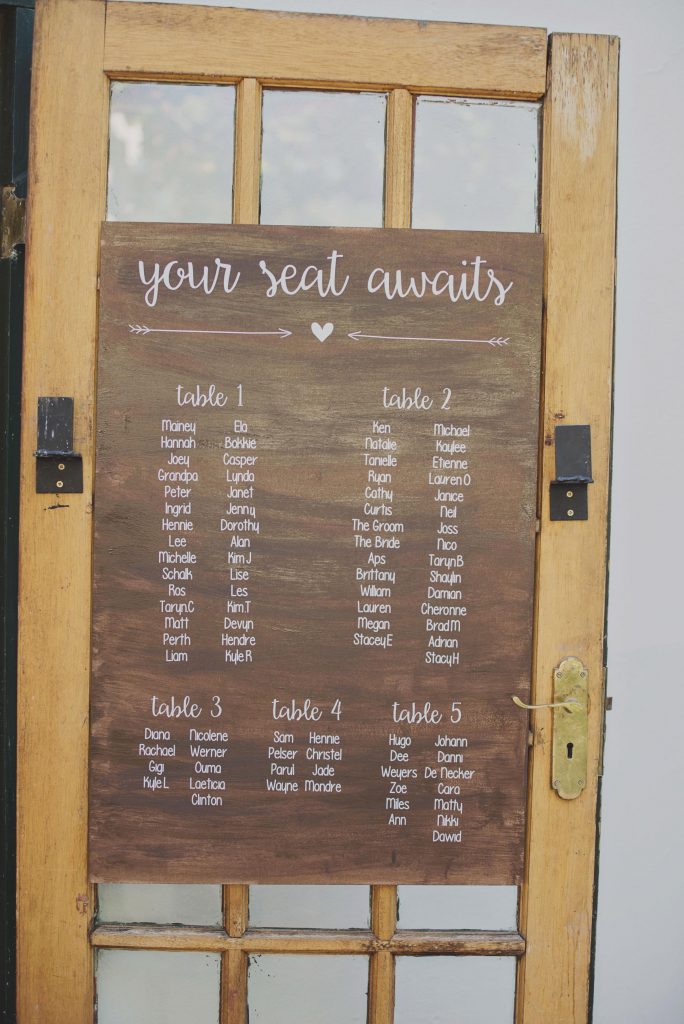 your seat awaits
table 1
Mainey
Hannah
Joey
Grandpa
Peter
Ingrid
Hennie
Lee
Michelle
Schalk
Ros
Taryn.C
Matt
Perth
Liam
Ela
Bakkie
Casper
Lynda
Janet
Jenny
Dorothy
Alan
Kim J
Lise
Les
Kim.T
Devyn
Hendre
Kyle R
table 2
Ken
Natalie
Tanielle
Ryan
Cathy
Curtis
The Groom
The Bride
Aps
Brittany
William
Lauren
Megan
Stacey E
Michael
Kaylee
Etienne
Lauren O
Janice
Neil
Joss
Nico
Taryn B
Shaylin
Damian
Cheronne
Brad M
Adrian
Stacy H
table 3
Diana
Rachael
Gigi
Kyle L
Nicolene
Werner
Ouma
Laeticia
Clinton
table 4
Sam
Pelser
Parul
Wayne
Hennie
Christel
Jade
Mondre
table 5
Hugo
Dee
Weyers
Zoe
Miles
Ann
Johann
Danni
De Necker
Cara
Matty
Nikki
Dawid